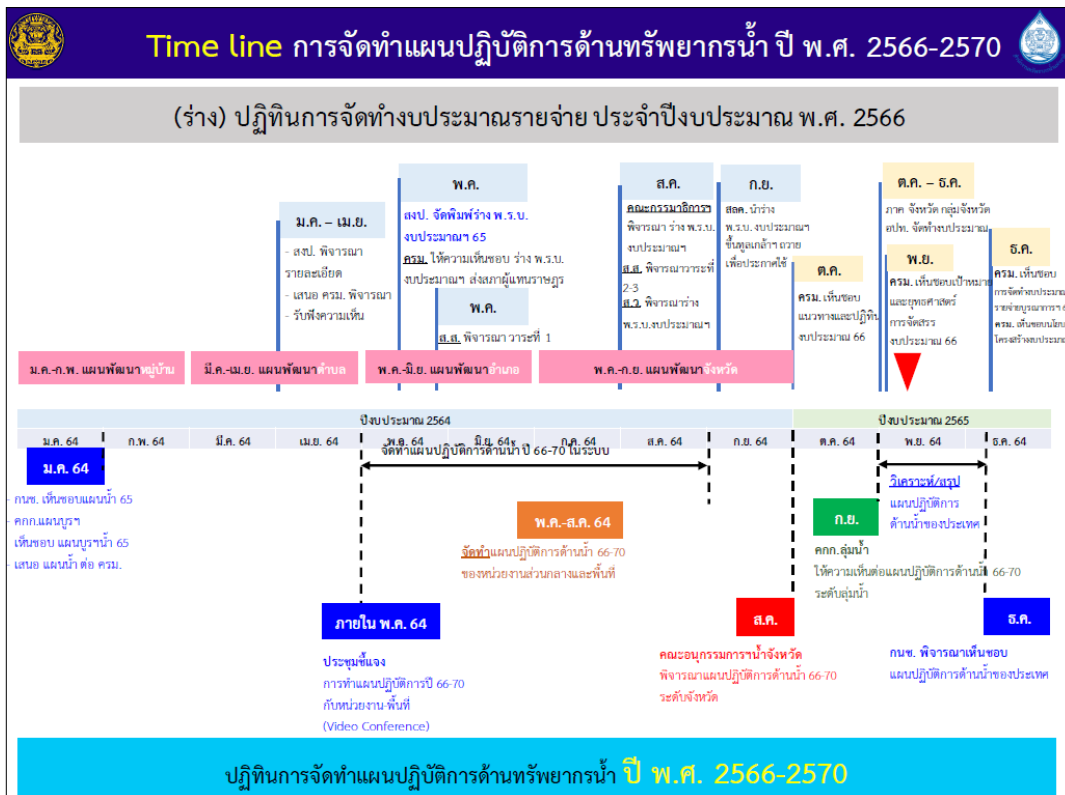 Time line การจัดทำแผนปฏิบัติการด้านทรัพยากรน้ำ ปี พ.ศ. 2566-2570
(ร่าง) ปฏิทินการจัดทำงบประมาณรายจ่าย ประจำปีงบประมาณ พ.ศ. 2566
ม.ค. – เม.ย.
- สงป. พิจารณา
รายละเอียด
- เสนอ ครม. พิจารณา
- รับฟังความเห็น
พ.ค.
สงป. จัดพิมพ์ร่าง พ.ร.บ.
งบประมาณฯ 65
ครม. ให้ความเห็นชอบ ร่าง พ.ร.บ.
งบประมาณฯ ส่งสภาผู้แทนราษฎร
พ.ค.
ส.ส. พิจารณา วาระที่ 1
ส.ค.
คณะกรรมาธิการฯ
พิจารณา ร่าง พ.ร.บ.
งบประมาณฯ
ส.ส. พิจารณาวาระที่
2-3
ส.ว. พิจารณาร่าง
พ.ร.บ.งบประมาณฯ
ก.ย.
สลค. นำร่าง
พ.ร.บ. งบประมาณฯ
ขึ้นทูลเกล้าฯ ถวาย
เพื่อประกาศใช้
ต.ค.
ครม. เห็นชอบ
แนวทางและปฏิทิน
งบประมาณ 66
ต.ค. – ธ.ค.
ภาค จังหวัด กลุ่มจังหวัด
อปท. จัดทำงบประมาณ
พ.ย.
ครม. เห็นชอบเป้าหมาย
และยุทธศาสตร์
การจัดสรร
งบประมาณ 66
ธ.ค.
ครม. เห็นชอบ
การจัดทำงบประมาณ
รายจ่ายบูรณาการฯ
ครม. เห็นชอบ
ม.ค.-ก.พ. แผนพัฒนาหมู่บ้าน
มี.ค.-เม.ย. แผนพัฒนาตำบล
พ.ค.-มิ.ย. แผนพัฒนาอำเภอ
พ.ค.-ก.ย. แผนพัฒนาจังหวัด
ปีงบประมาณ 2564
ปีงบประมาณ 2565
ม.ค. 64 ก.พ. 64 มี.ค. 64 เม.ย. 64 พ.ค. 64 มิ.ย. 64 ก.ค. 64 ส.ค. 64 ก.ย. 64 ต.ค. 64 พ.ย. 64 ธ.ค 64
จัดทำแผนปฏิบัติการด้านน้ำ ปี 66-70 ในระบบ
ม.ค. 64
- กนช. เห็นชอบแผนน้ำ 65
- คกก.แผนบูรฯ
เห็นชอบ แผนบูรฯน้ำ 65
- เสนอ แผนน้ำ ต่อ ครม.
พ.ค.-ส.ค. 64
จัดทำแผนปฏิบัติการด้านน้ำ 66-70
ของหน่วยงานส่วนกลางและพื้นที่
ก.ย.
คกก.ลุ่มน้ำ
ให้ความเห็นต่อแผนปฏิบัติการด้านน้ำ 66-70
ระดับลุ่มน้ำ
วิเคราะห์/สรุป
แผนปฏิบัติการ
ด้านน้ำของประเทศ
ภายใน พ.ค. 64
ประชุมชี้แจง
การทำแผนปฏิบัติการปี 66-70
กับหน่วยงาน-พื้นที่
(Video Conference)
ส.ค.
คณะอนุกรรมการฯน้ำจังหวัด
พิจารณาแผนปฏิบัติการด้านน้ำ 66-70
ระดับจังหวัด
ธ.ค.
กนช. พิจารณาเห็นชอบ
แผนปฏิบัติการด้านน้ำของประเทศ
ปฏิทินการจัดทำแผนปฏิบัติการด้านทรัพยากรน้ำ ปี พ.ศ. 2566-2570